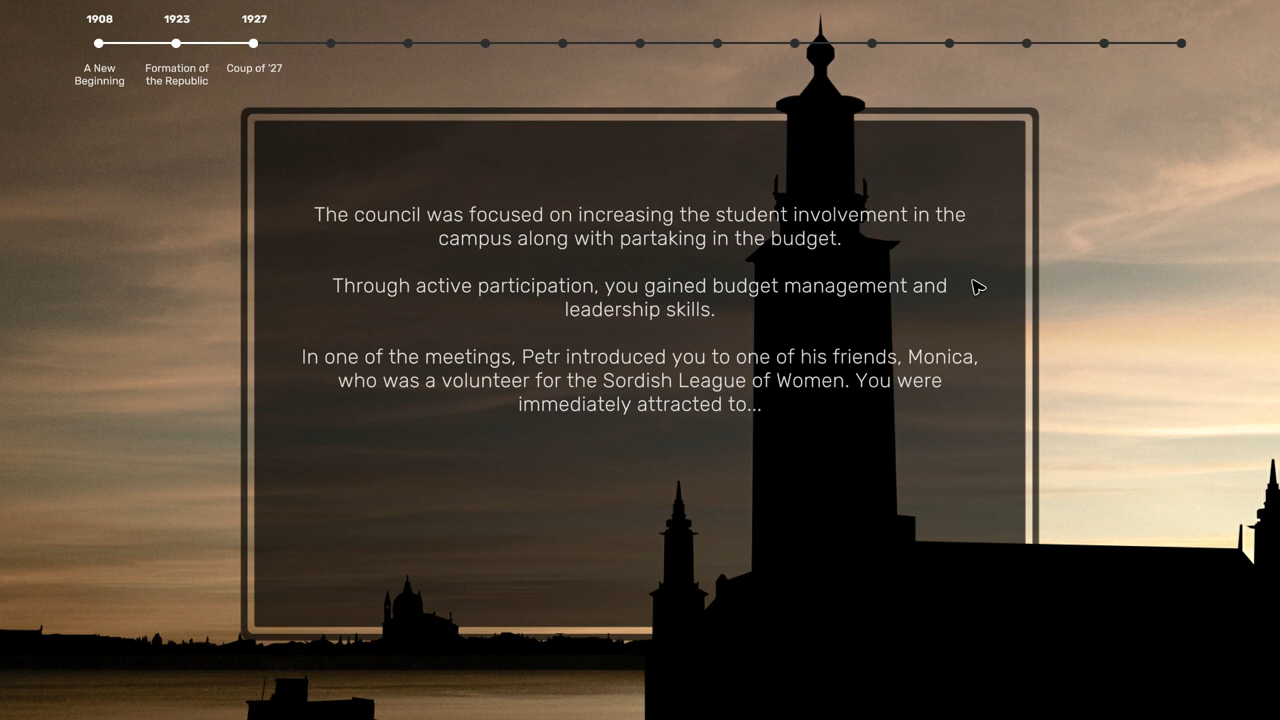 1908
1923
1927
A New
Beginning
Formation of
the Republic
Coup of '27
The council was focused on increasing the student involvement in the
campus along with partaking in the budget.
Through active participation, you gained budget management and
leadership skills.
In one of the meetings, Petr introduced you to one of his friends, Monica,
who was a volunteer for the Sordish League of Women. You were
immediately attracted to...